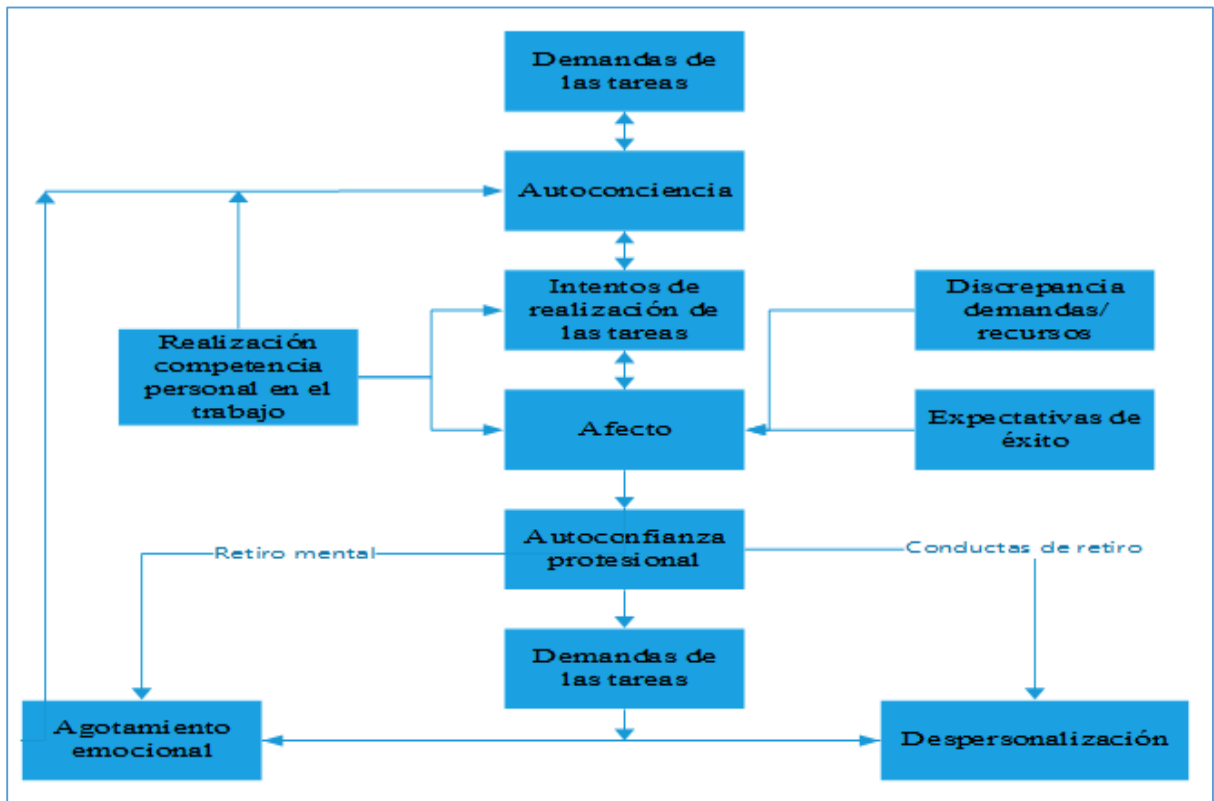 Demandas de
las tareas
Autoconciencia
Intentos de
realización de
las tareas
Discrepancia
demandas/
recursos
Realización
competencia
personal en el
trabajo
Afecto
Expectativas de
éxito
Autoconfianza
profesional
Retiro mental
Conductas de retiro
Demandas de
las tareas
Agotamiento
emocional
Despersonalización